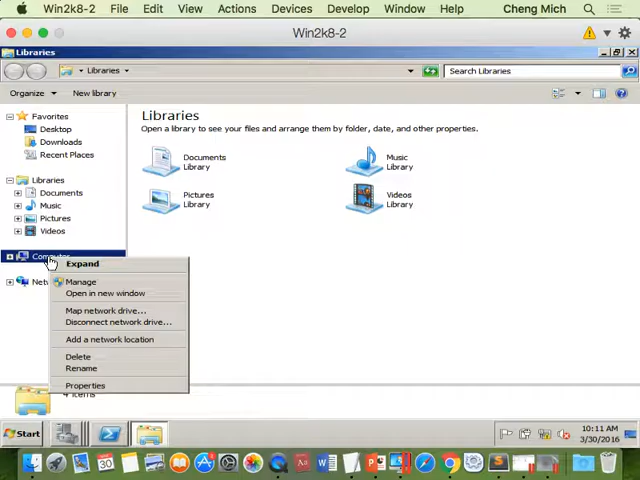 Win2k8-2 File Edit View Actions Devices Develop Window Help Cheng Mich
Win2k8-2
Libraries
Libraries
Search Libraries
Organize New library
Favorites
Desktop
Downloads
Recent Places
Libraries
Documents
Music
Pictures
Videos
Libraries
Open a library to see your files and arrange them by folder, date, and other properties.
Documents
Library
Music
Library
Pictures
Library
Videos
Library
Expand
Manage
Open in new window
Map network drive...
Disconnect network drive...
Add a network location
Delete
Rename
Properties
4 items
Start
10:11 AM
3/30/2016
30